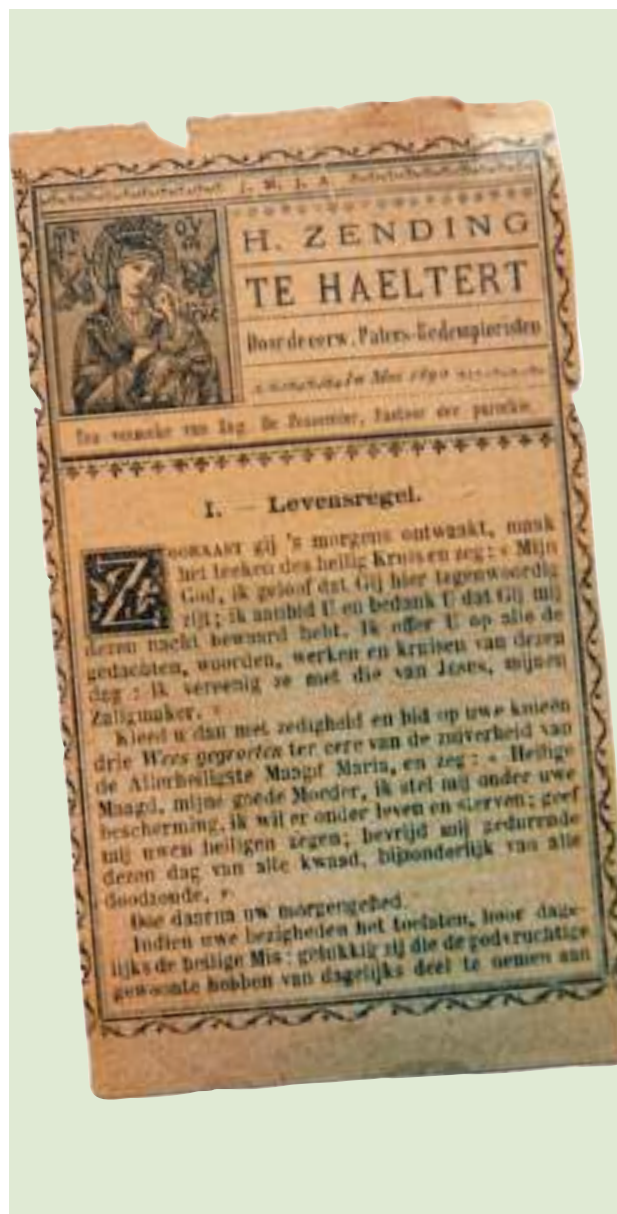 J. M. J. A.
H. ZENDING
TE HAELTERT
Door de eerw. Paters-Redemptoristen
In Mei 1890
Ten verzoeke van Eog. De Pessemier, Pastoor der parochie.
I. — Levensregel.
ZOOHAAST gij 's morgens ontwaakt, maak
het teeken des heilig Kruis en zeg: « Mijn
God, ik geloof dat Gij hier tegenwoordig
zijt; ik aanbid U en bedank U dat Gij mij
dezen nacht bewaard hebt. Ik offer U op alle de
gedachten, woorden, werken en kruisen van dezen
dag : ik vereenig ze met die van Jesus, mijnen
Zaligmaker. »
Kleed u dan met zedigheid en bid op uwe knieën
drie Wees gegroeten ter eere van de zuiverheid van
de Allerheiligste Maagd Maria, en zeg : « Heilige
Maagd, mijne goede Moeder, ik stel mij onder uwe
bescherming, ik wil er onder leven en sterven; geef
mij uwen heiligen zegen; bevrijd mij gedurende
dezen dag van alle kwaad, bijzonderlijk van alle
doodzonde. »
Doe daarna uw morgengebed.
Indien uwe bezigheden het toelaten, hoor dage-
lijks de heilige Mis: gelukkig zij die de godvruchtige
gewoonte hebben van dagelijks deel te nemen aan